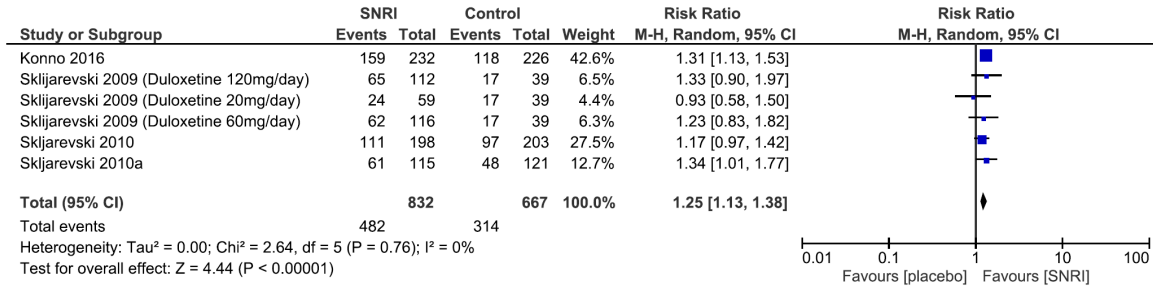 SNRI Control Risk Ratio Risk Ratio
Study or Subgroup Events Total Events Total Weight M-H, Random, 95% CI M-H, Random, 95% CI
Konno 2016 159 232 118 226 42.6% 1.31 [1.13, 1.53]
Sklijarevski 2009 (Duloxetine 120mg/day) 65 112 17 39 6.5% 1.33 [0.90, 1.97]
Sklijarevski 2009 (Duloxetine 20mg/day) 24 59 17 39 4.4% 0.93 [0.58, 1.50]
Sklijarevski 2009 (Duloxetine 60mg/day) 62 116 17 39 6.3% 1.23 [0.83, 1.82]
Skljarevski 2010 111 198 97 203 27.5% 1.17 [0.97, 1.42]
Skljarevski 2010a 61 115 48 121 12.7% 1.34 [1.01, 1.77]
Total (95% CI) 832 667 100.0% 1.25 [1.13, 1.38]
Total events 482 314
Heterogeneity: Tau² = 0.00; Chi² = 2.64, df = 5 (P = 0.76); I² = 0%
Test for overall effect: Z = 4.44 (P < 0.00001)
0.01 0.1 1 10 100
Favours [placebo] Favours [SNRI]